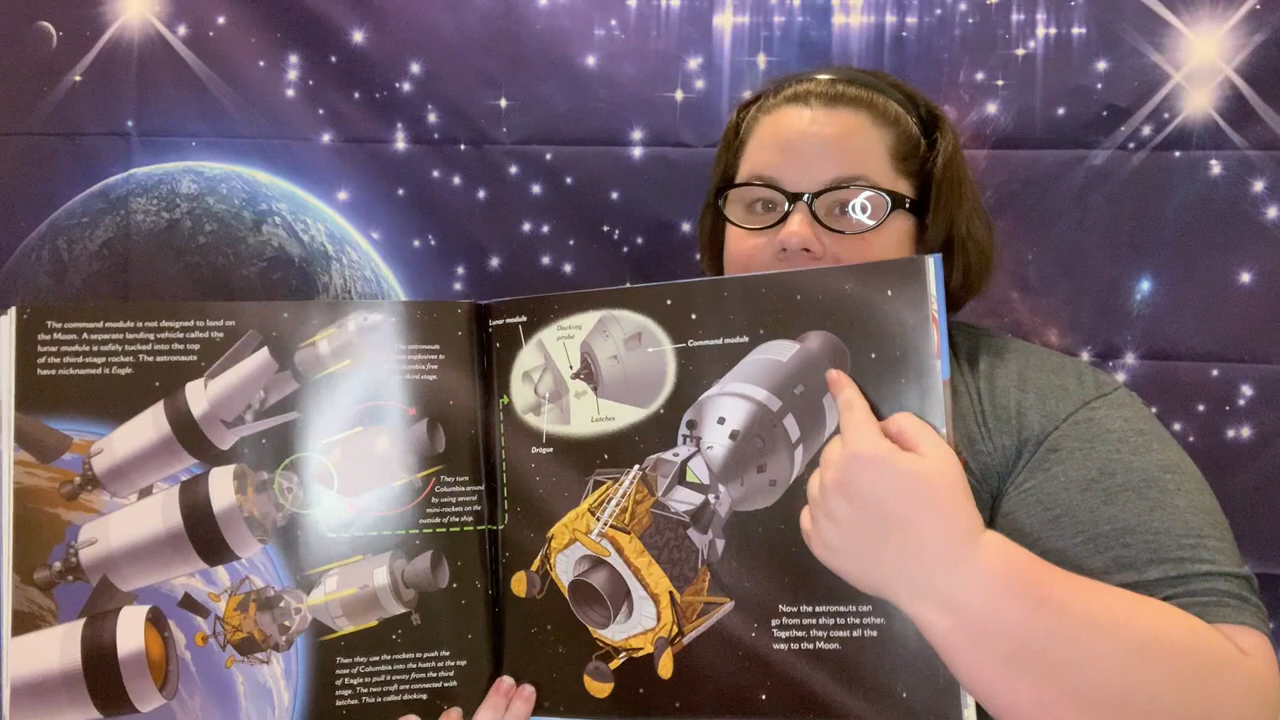 The command module is not designed to land on
the Moon. A separate landing vehicle called the
lunar module is safely tucked into the top
of the third-stage rocket. The astronauts
have nicknamed it Eagle.
astronauts
explosives to
Columbia free
third stage.
They turn
Columbia around
by using several
mini-rockets on the
outside of the ship.
Then they use the rockets to push the
nose of Columbia into the hatch at the top
of Eagle to pull it away from the third
stage. The two craft are connected with
latches. This is called docking.
Lunar module
Docking
probe
Command module
Latches
Drogue
Now the astronauts can
go from one ship to the other.
Together, they coast all the
way to the Moon.